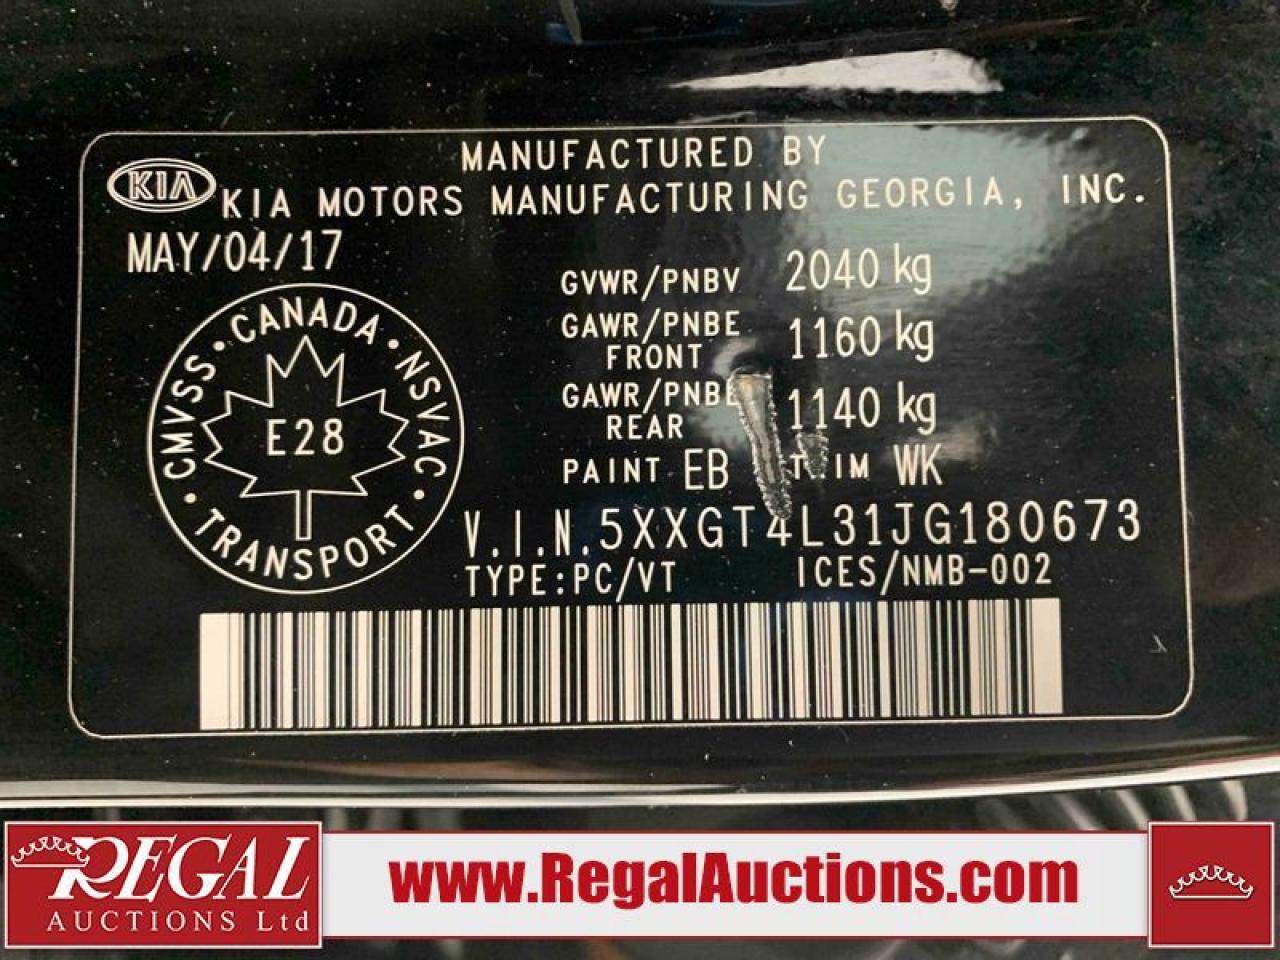 MANUFACTURED BY
KIA KIA MOTORS MANUFACTURING GEORGIA, INC.
MAY/04/17
GVWR/PNBV 2040 kg
GAWR/PNBE FRONT 1160 kg
GAWR/PNBE REAR 1140 kg
PAINT EB TRIM WK
CMVSS · CANADA · NSVAC · TRANSPORT ·
E28
V.I.N. 5XXGT4L31JG180673
TYPE:PC/VT ICES/NMB-002
REGAL
AUCTIONS Ltd
www.RegalAuctions.com